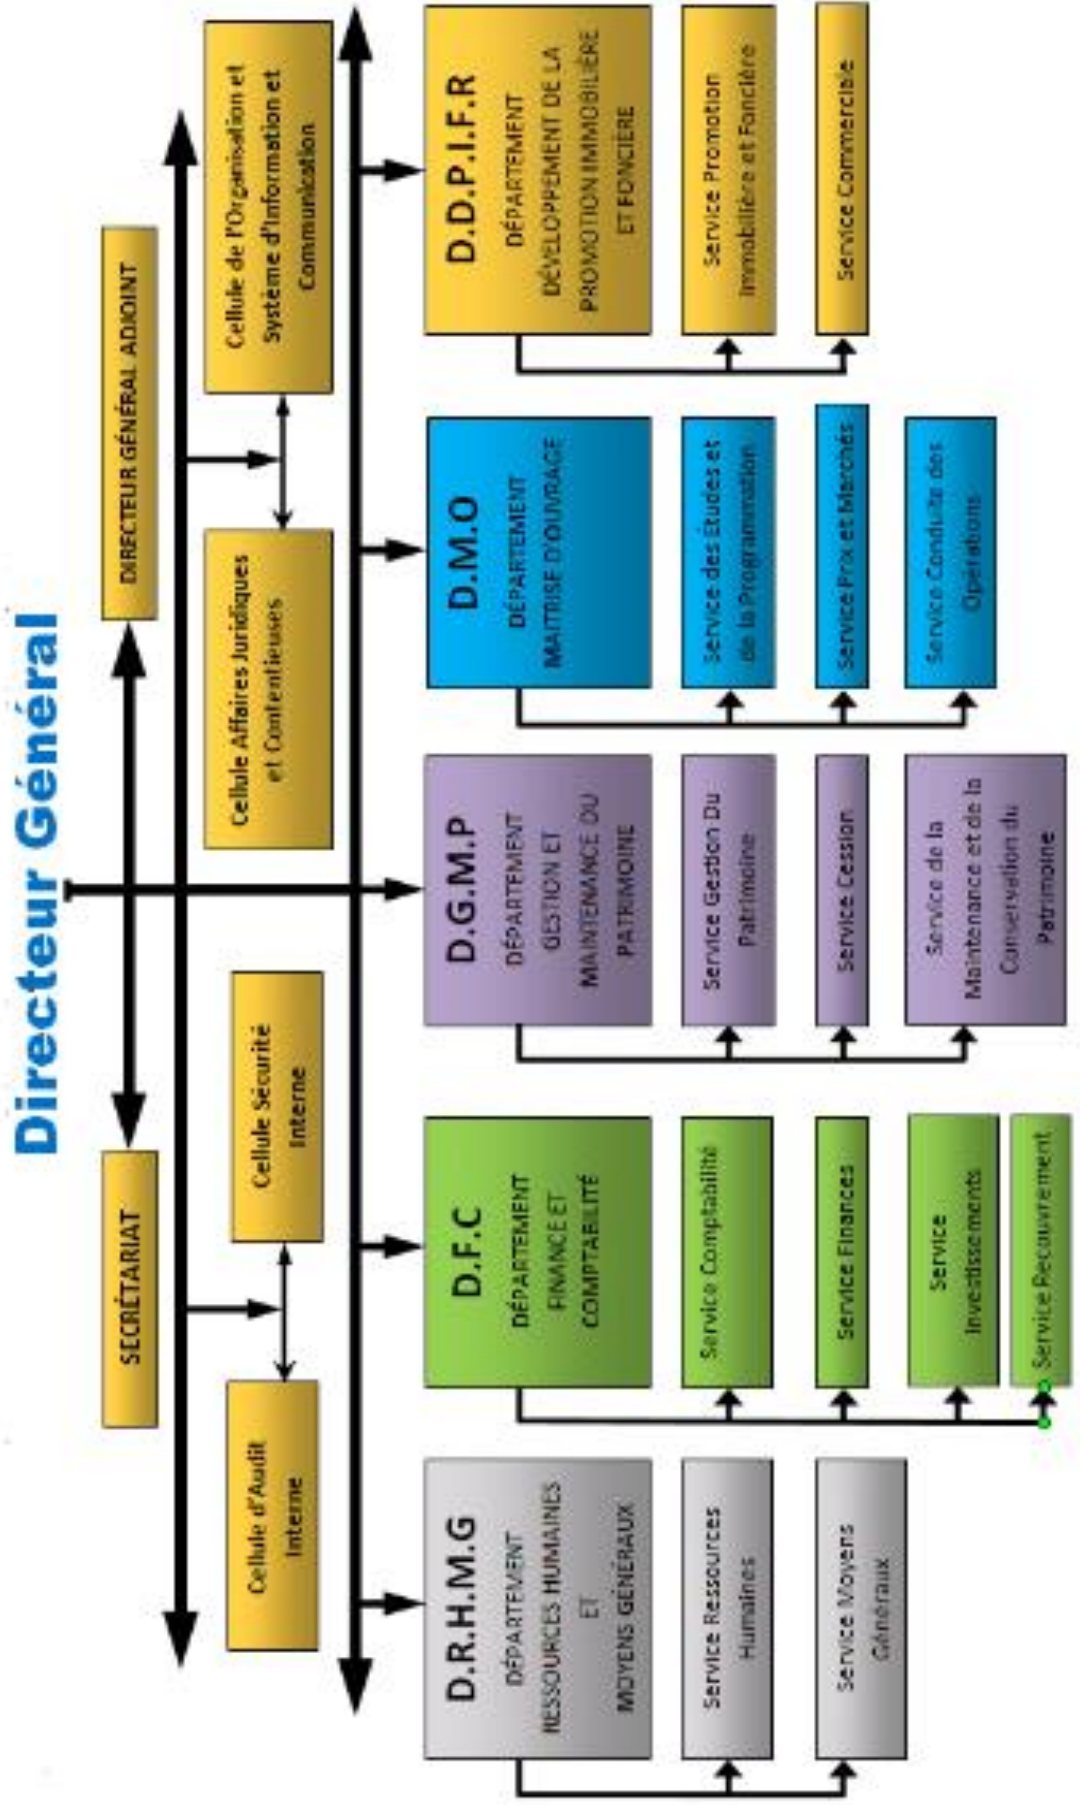 Directeur Général
SECRÉTARIAT
DIRECTEUR GÉNÉRAL ADJOINT
Cellule d'Audit
Interne
Cellule Sécurité
Interne
Cellule Affaires Juridiques
et Contentieuses
Cellule de l'Organisation et
Système d'Information et
Communication
D.R.H.M.G
DÉPARTEMENT
RESSOURCES HUMAINES
ET
MOYENS GÉNÉRAUX
Service Ressources
Humaines
Service Moyens
Généraux
D.F.C
DÉPARTEMENT
FINANCE ET
COMPTABILITÉ
Service Comptabilité
Service Finances
Service
Investissements
Service Recouvrement
D.G.M.P
DÉPARTEMENT
GESTION ET
MAINTENANCE DU
PATRIMOINE
Service Gestion Du
Patrimoine
Service Cession
Service de la
Maintenance et de la
Conservation du
Patrimoine
D.M.O
DÉPARTEMENT
MAITRISE D'OUVRAGE
Service des Études et
de la Programmation
Service Prix et Marchés
Service Conduite des
Opérations
D.D.P.I.F.R
DÉPARTEMENT
DÉVELOPPEMENT DE LA
PROMOTION IMMOBILIÈRE
ET FONCIÈRE
Service Promotion
Immobilière et Foncière
Service Commerciale